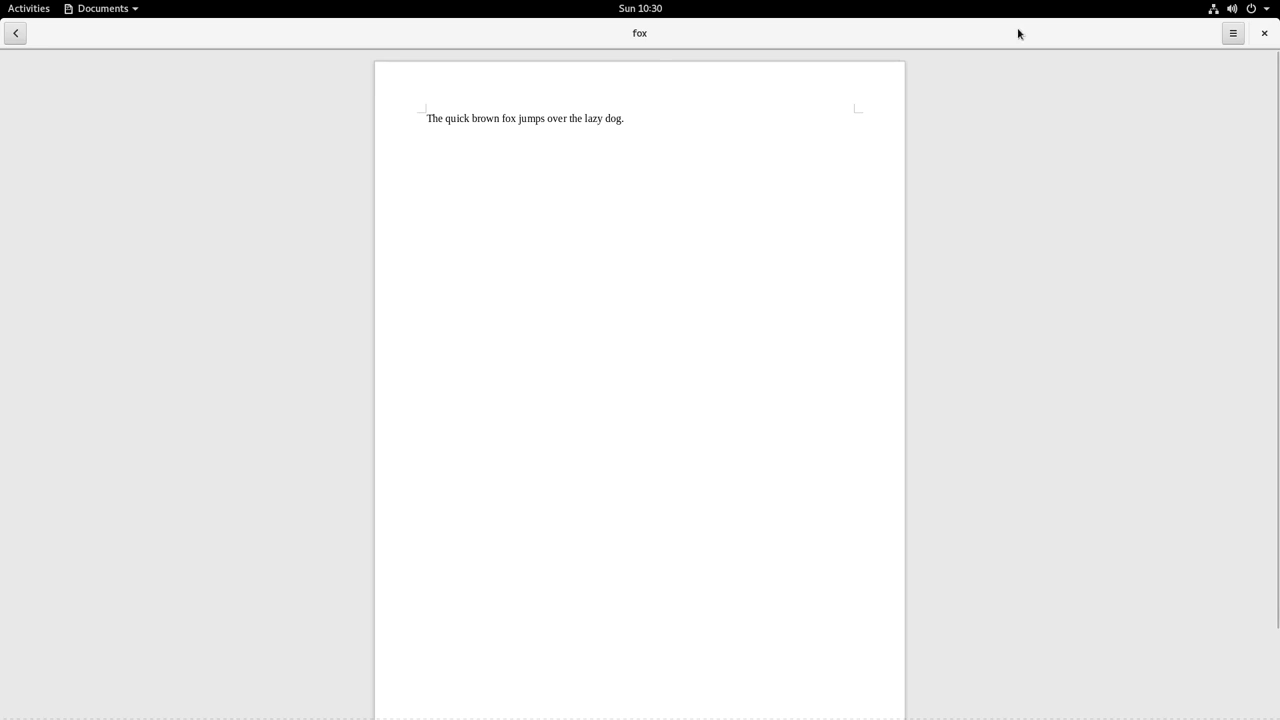 Activities Documents Sun 10:30
fox
The quick brown fox jumps over the lazy dog.